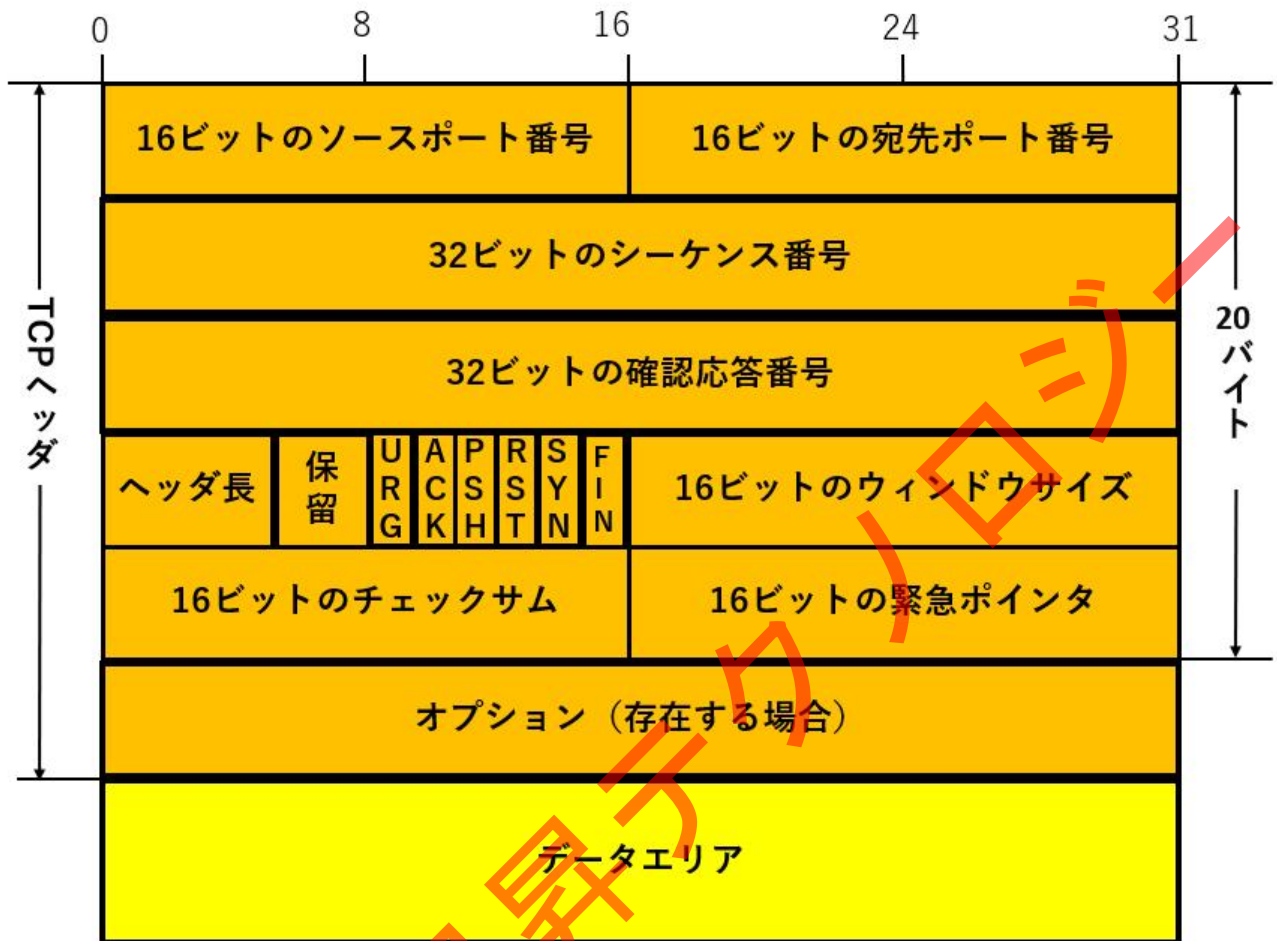 0 8 16 24 31
16ビットのソースポート番号 16ビットの宛先ポート番号
32ビットのシーケンス番号
32ビットの確認応答番号
ヘッダ長 保留 URG ACK PSH RST SYN FIN 16ビットのウィンドウサイズ
16ビットのチェックサム 16ビットの緊急ポインタ
オプション（存在する場合）
データエリア
TCPヘッダ
20バイト
昇テクノロジー